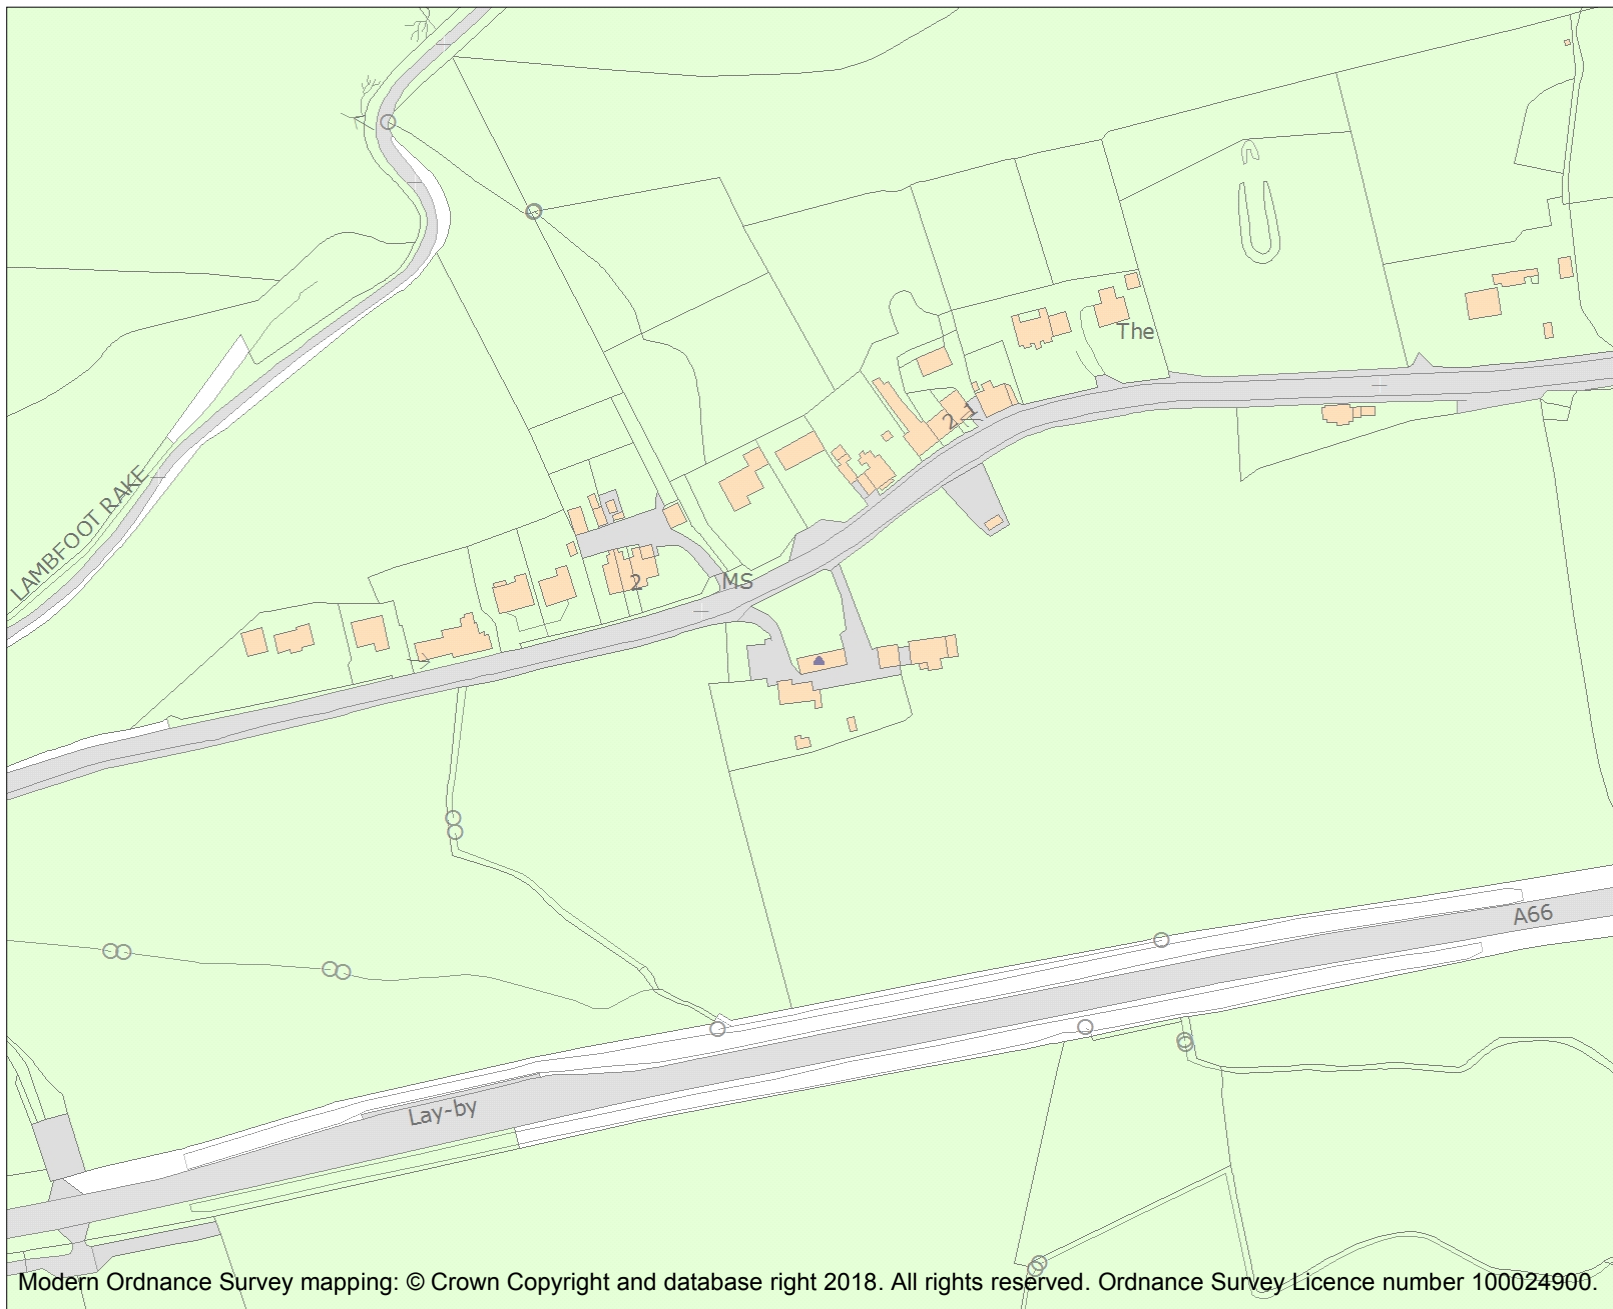 The
2
1
LAMBFOOT RAKE
2
MS
A66
Lay-by
Modern Ordnance Survey mapping: © Crown Copyright and database right 2018. All rights reserved. Ordnance Survey Licence number 100024900.